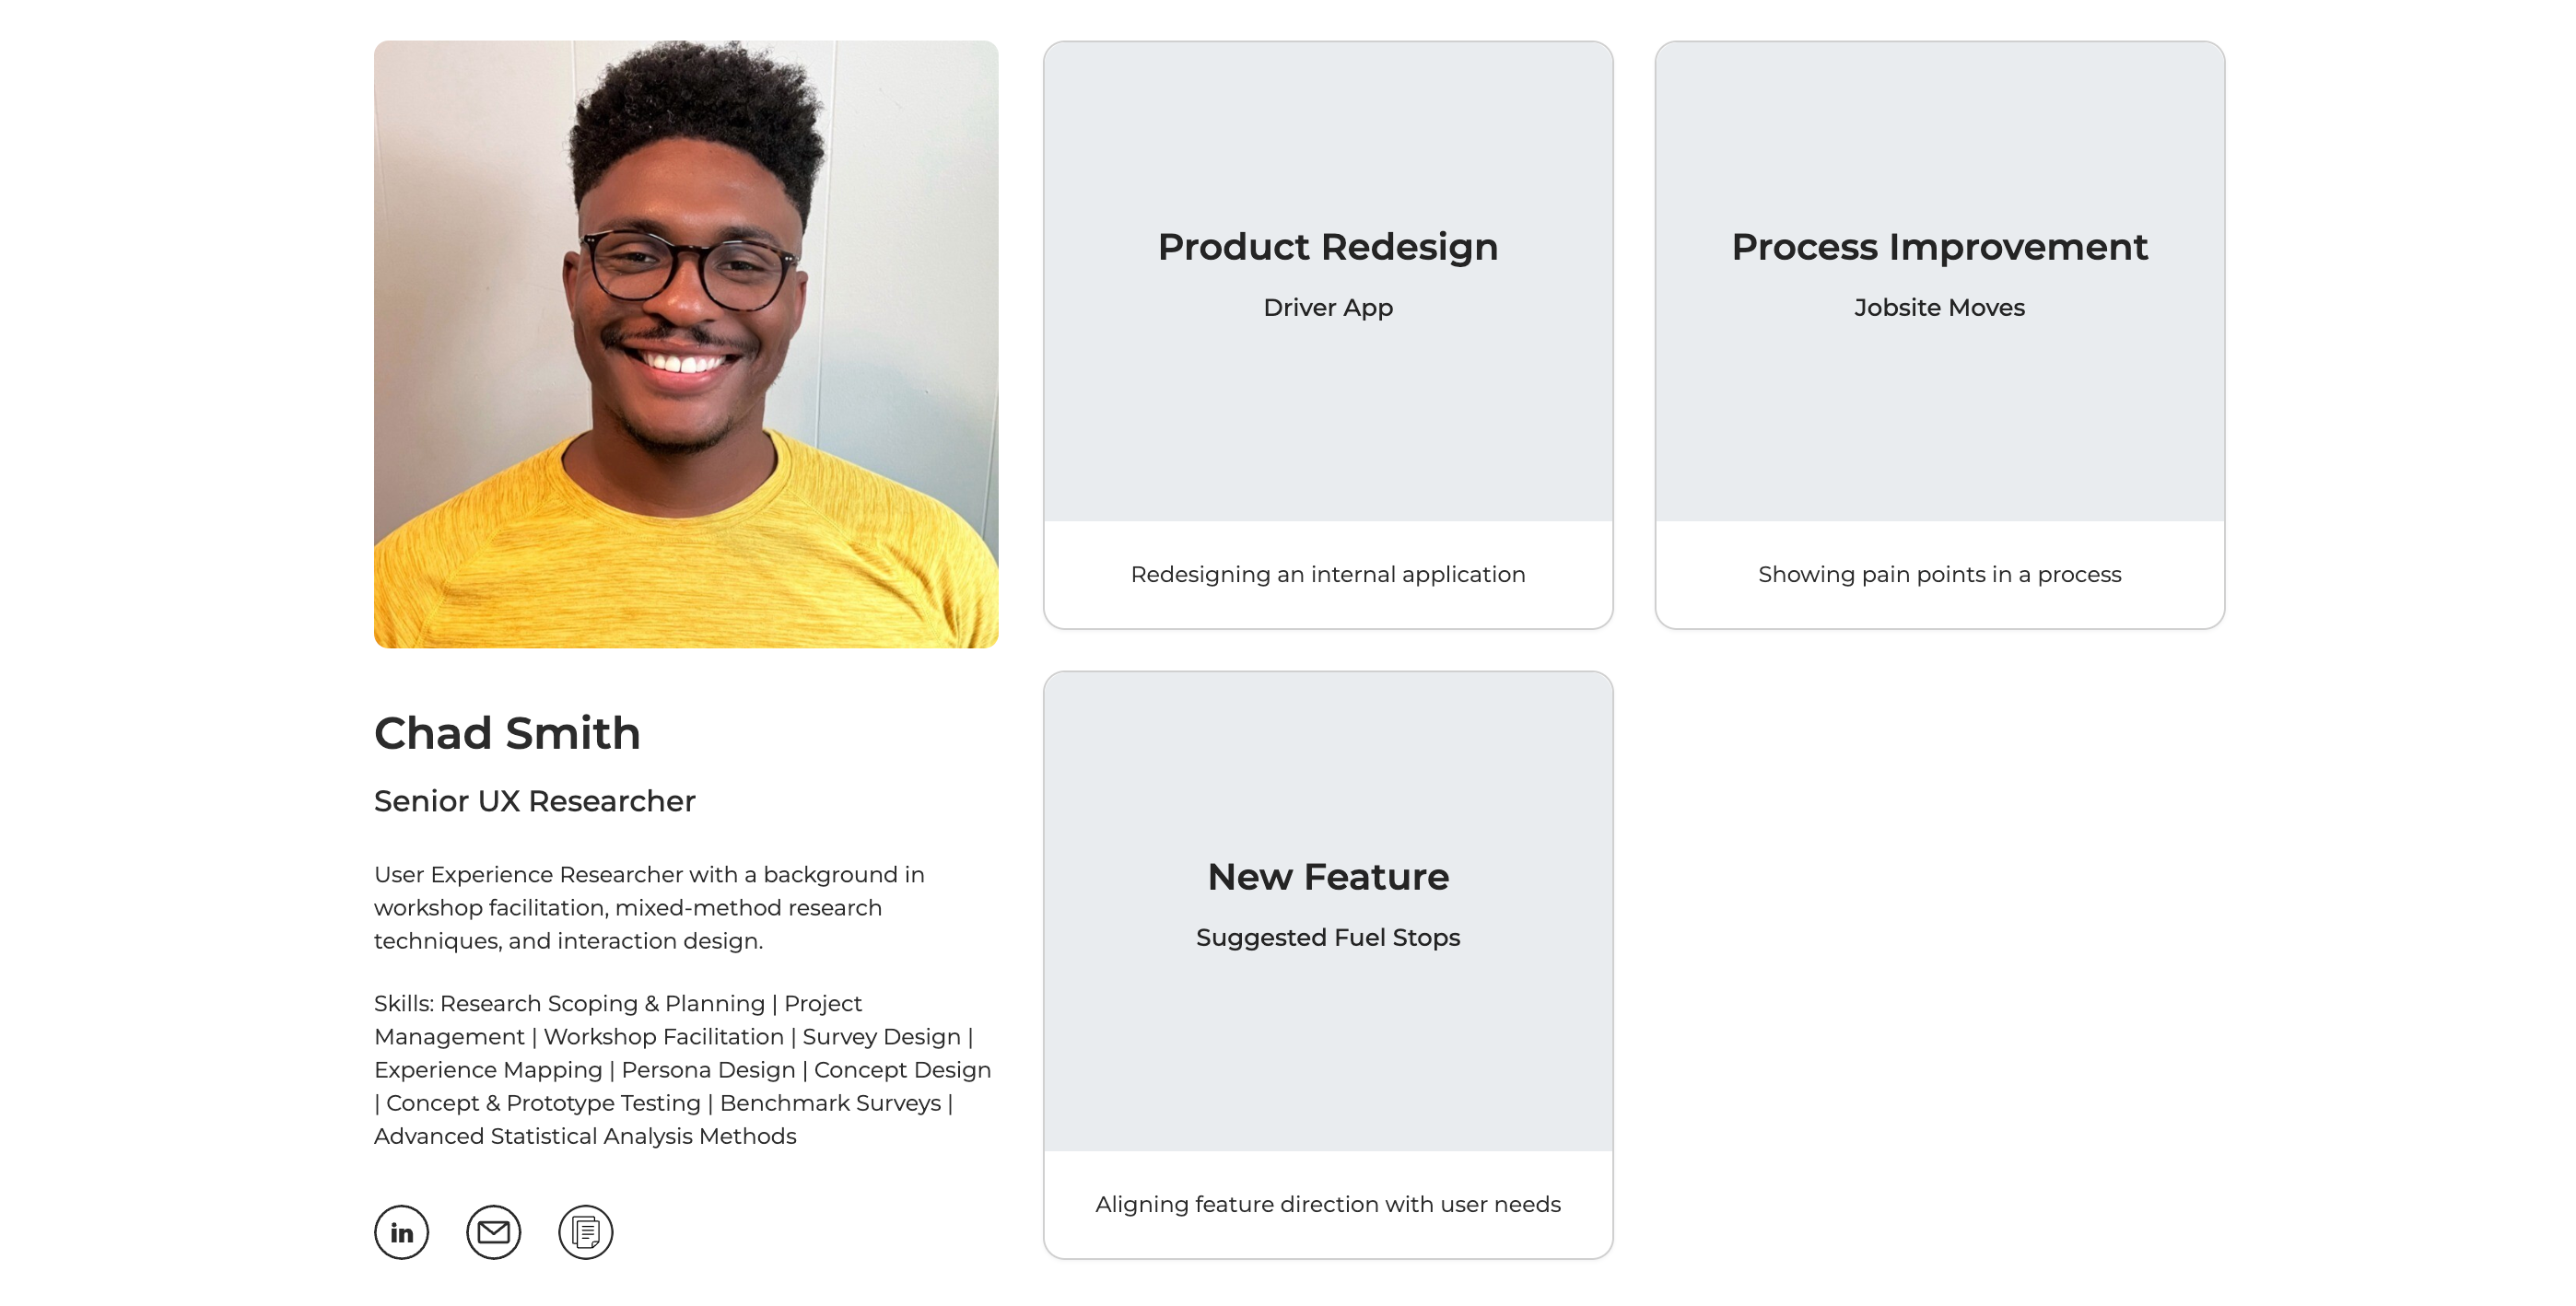 Chad Smith
Senior UX Researcher
User Experience Researcher with a background in
workshop facilitation, mixed-method research
techniques, and interaction design.
Skills: Research Scoping & Planning | Project
Management | Workshop Facilitation | Survey Design |
Experience Mapping | Persona Design | Concept Design
| Concept & Prototype Testing | Benchmark Surveys |
Advanced Statistical Analysis Methods
in
Product Redesign
Driver App
Redesigning an internal application
Process Improvement
Jobsite Moves
Showing pain points in a process
New Feature
Suggested Fuel Stops
Aligning feature direction with user needs